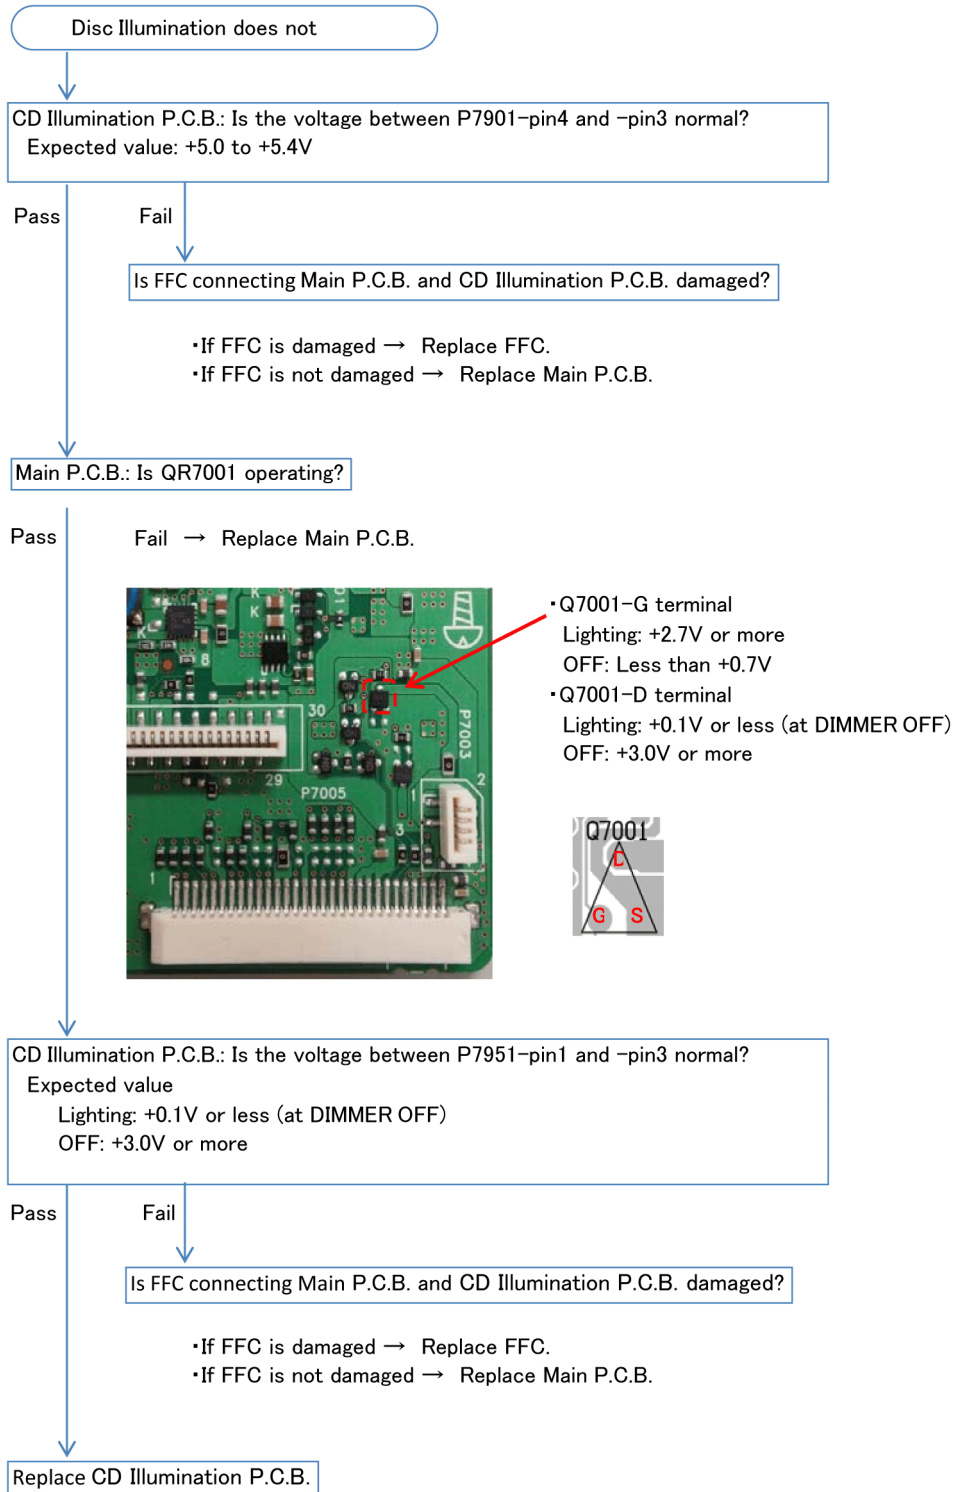 Disc Illumination does not
CD Illumination P.C.B.: Is the voltage between P7901-pin4 and -pin3 normal?
Expected value: +5.0 to +5.4V
Pass
Fail
Is FFC connecting Main P.C.B. and CD Illumination P.C.B. damaged?
・If FFC is damaged → Replace FFC.
・If FFC is not damaged → Replace Main P.C.B.
Main P.C.B.: Is QR7001 operating?
Pass
Fail → Replace Main P.C.B.
・Q7001-G terminal
Lighting: +2.7V or more
OFF: Less than +0.7V
・Q7001-D terminal
Lighting: +0.1V or less (at DIMMER OFF)
OFF: +3.0V or more
K
K
K
8
30
29
P7005
P7003
1
2
3
1
Q7001
D
G S
CD Illumination P.C.B.: Is the voltage between P7951-pin1 and -pin3 normal?
Expected value
Lighting: +0.1V or less (at DIMMER OFF)
OFF: +3.0V or more
Pass
Fail
Is FFC connecting Main P.C.B. and CD Illumination P.C.B. damaged?
・If FFC is damaged → Replace FFC.
・If FFC is not damaged → Replace Main P.C.B.
Replace CD Illumination P.C.B.